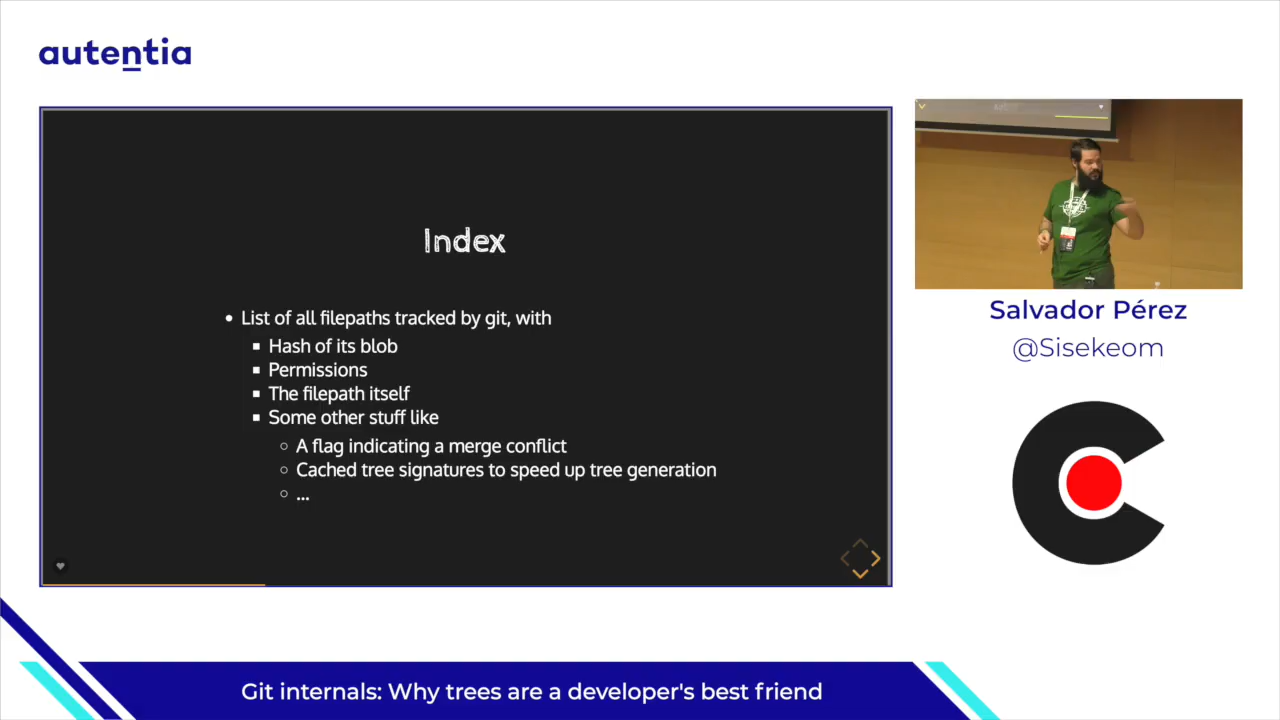 autentia
Index
List of all filepaths tracked by git, with
Hash of its blob
Permissions
The filepath itself
Some other stuff like
A flag indicating a merge conflict
Cached tree signatures to speed up tree generation
...
Salvador Pérez
@Sisekeom
Git internals: Why trees are a developer's best friend